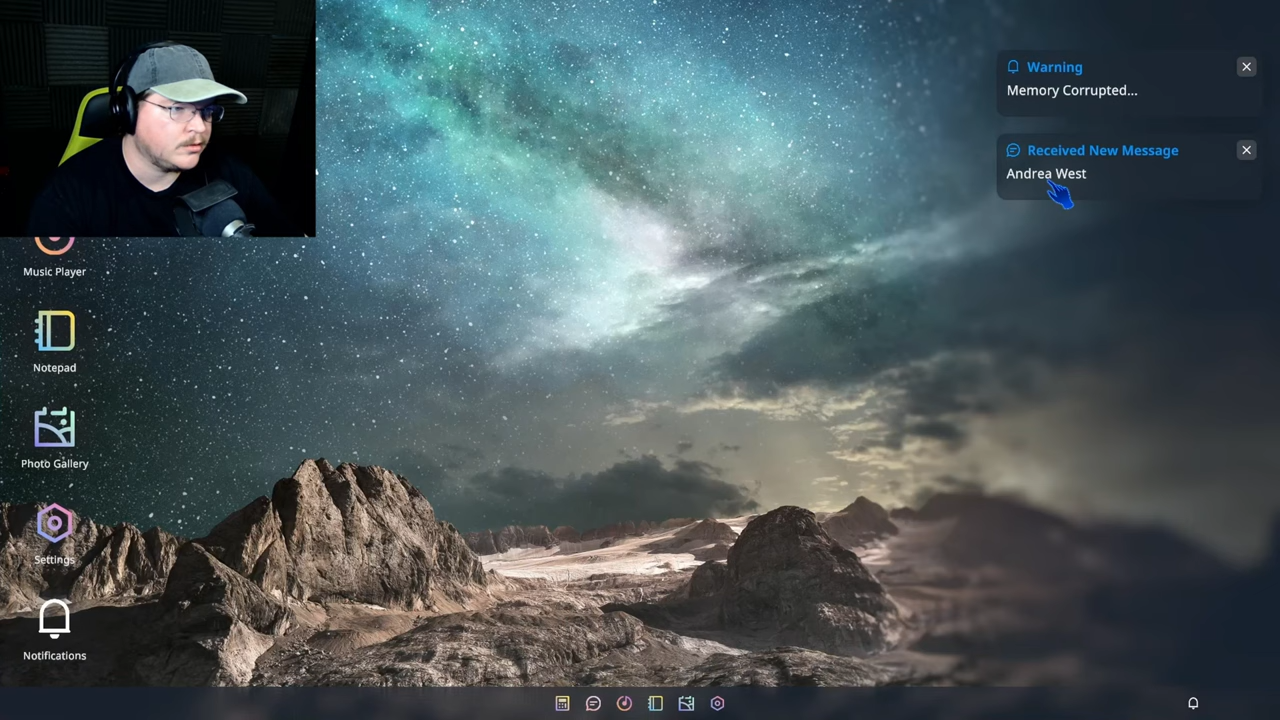 Warning
Memory Corrupted...
Received New Message
Andrea West
Music Player
Notepad
Photo Gallery
Settings
Notifications